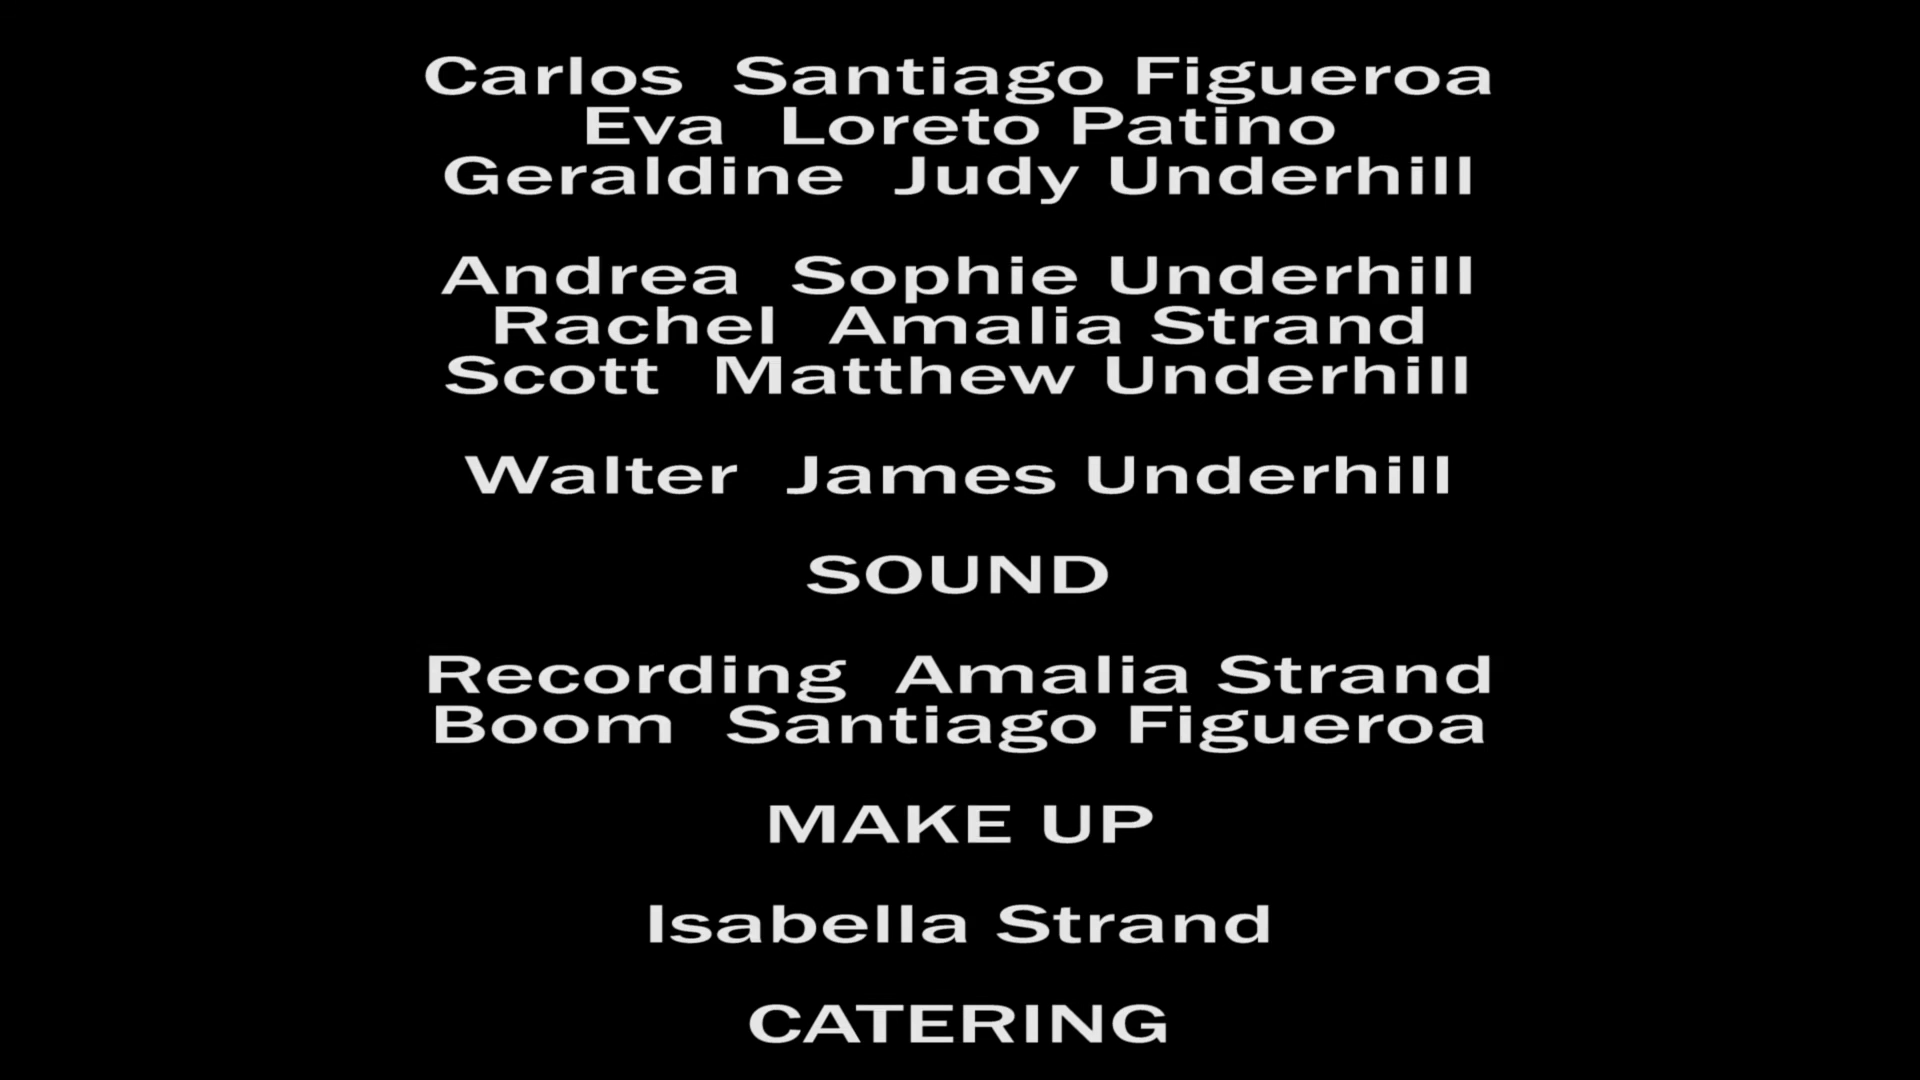 Carlos  Santiago Figueroa
Eva  Loreto Patino
Geraldine  Judy Underhill
Andrea  Sophie Underhill
Rachel  Amalia Strand
Scott  Matthew Underhill
Walter  James Underhill
SOUND
Recording  Amalia Strand
Boom  Santiago Figueroa
MAKE UP
Isabella Strand
CATERING